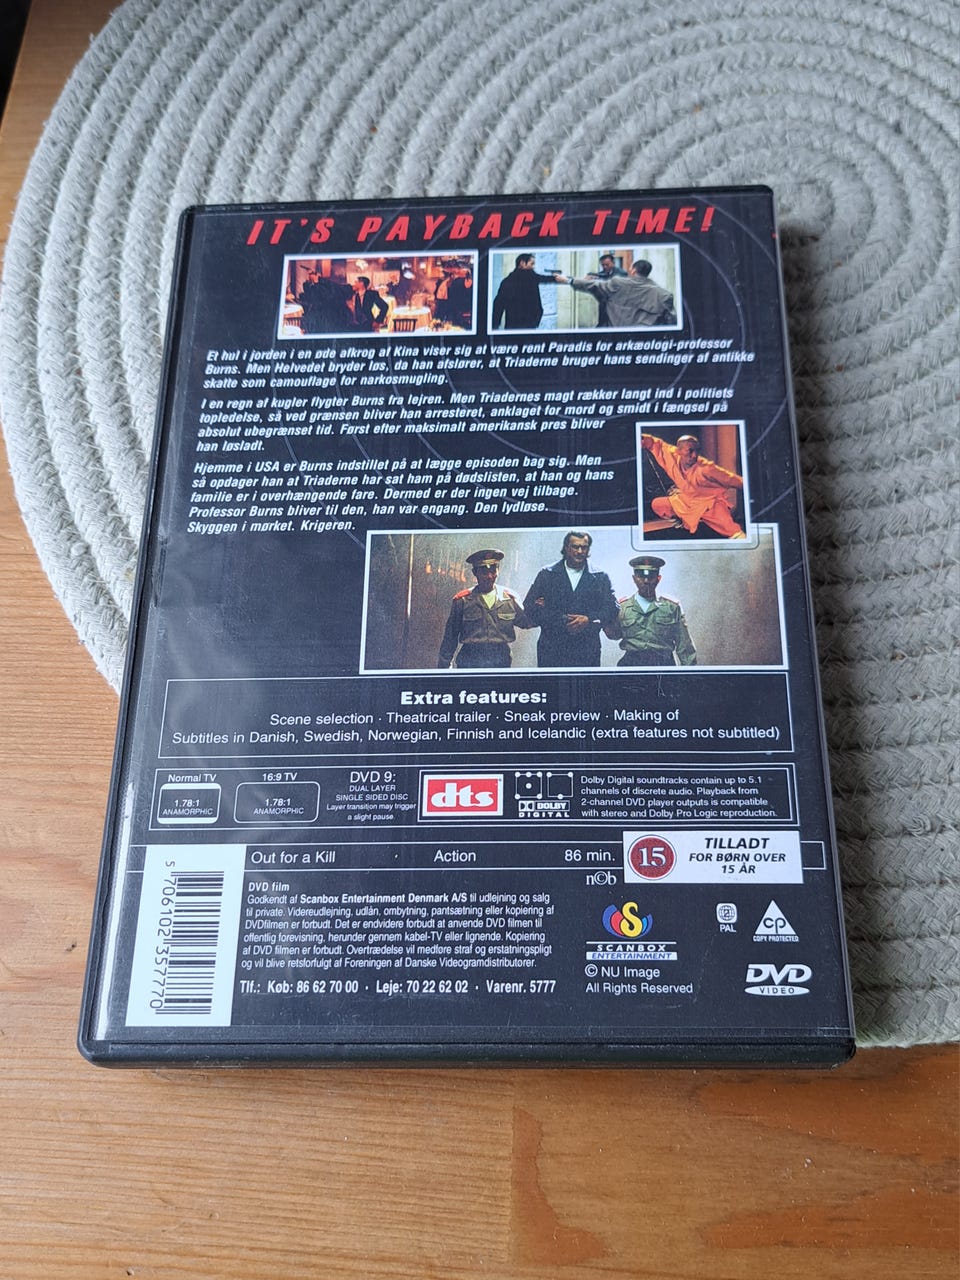 IT'S PAYBACK TIME!
Et hul i jorden i en øde afkrog af Kina viser sig at være rent Paradis for arkæologi-professor
Burns. Men Helvedet bryder løs, da han afslører, at Triaderne bruger hans sendinger af antikke
skatte som camouflage for narkosmugling.
I en regn af kugler flygter Burns fra lejren. Men Triadernes magt rækker langt ind i politiets
topledelse, så ved grænsen bliver han arresteret, anklaget for mord og smidt i fængsel på
absolut ubegrænset tid. Først efter maksimalt amerikansk pres bliver
han løsladt.
Hjemme i USA er Burns indstillet på at lægge episoden bag sig. Men
så opdager han at Triaderne har sat ham på dødslisten, at han og hans
familie er i overhængende fare. Dermed er der ingen vej tilbage.
Professor Burns bliver til den, han var engang. Den lydløse.
Skyggen i mørket. Krigeren.
Extra features:
Scene selection · Theatrical trailer · Sneak preview · Making of
Subtitles in Danish, Swedish, Norwegian, Finnish and Icelandic (extra features not subtitled)
Normal TV
1.78:1
ANAMORPHIC
16:9 TV
1.78:1
ANAMORPHIC
DVD 9:
DUAL LAYER
SINGLE SIDED DISC
Layer transition may trigger
a slight pause
dts
DOLBY
DIGITAL
Dolby Digital soundtracks contain up to 5.1
channels of discrete audio. Playback from
2-channel DVD player outputs is compatible
with stereo and Dolby Pro Logic reproduction.
Out for a Kill
Action
86 min.
n©b
15
TILLADT
FOR BØRN OVER
15 ÅR
5 706102 357770
DVD film
Godkendt af Scanbox Entertainment Denmark A/S til udlejning og salg
til private. Videreudlejning, udlån, ombytning, pantsætning eller kopiering af
DVDfilmen er forbudt. Det er endvidere forbudt at anvende DVD filmen til
offentlig forevisning, herunder gennem kabel-TV eller lignende. Kopiering
af DVD filmen er forbudt. Overtrædelse vil medføre straf og erstatningspligt
og vil blive retsforfulgt af Foreningen af Danske Videogramdistributører.
Tlf.: Køb: 86 62 70 00 · Leje: 70 22 62 02 · Varenr. 5777
S
SCANBOX
ENTERTAINMENT
© NU Image
All Rights Reserved
2
PAL
CP
COPY PROTECTED
DVD
VIDEO